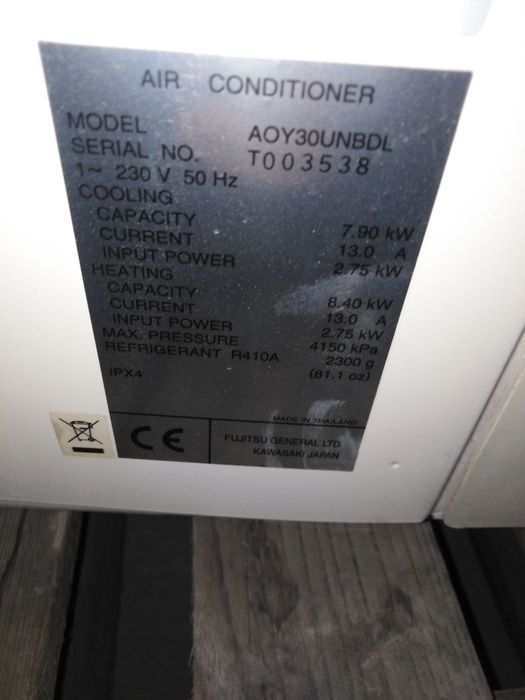 AIR CONDITIONER
MODEL AOY30UNBDL
SERIAL NO. T003538
1~ 230 V 50 Hz
COOLING
CAPACITY 7.90 kW
CURRENT 13.0 A
INPUT POWER 2.75 kW
HEATING
CAPACITY 8.40 kW
CURRENT 13.0 A
INPUT POWER 2.75 kW
MAX. PRESSURE 4150 kPa
REFRIGERANT R410A 2300 g
(81.1 oz)
IPX4
MADE IN THAILAND
CE
FUJITSU GENERAL LTD.
KAWASAKI JAPAN